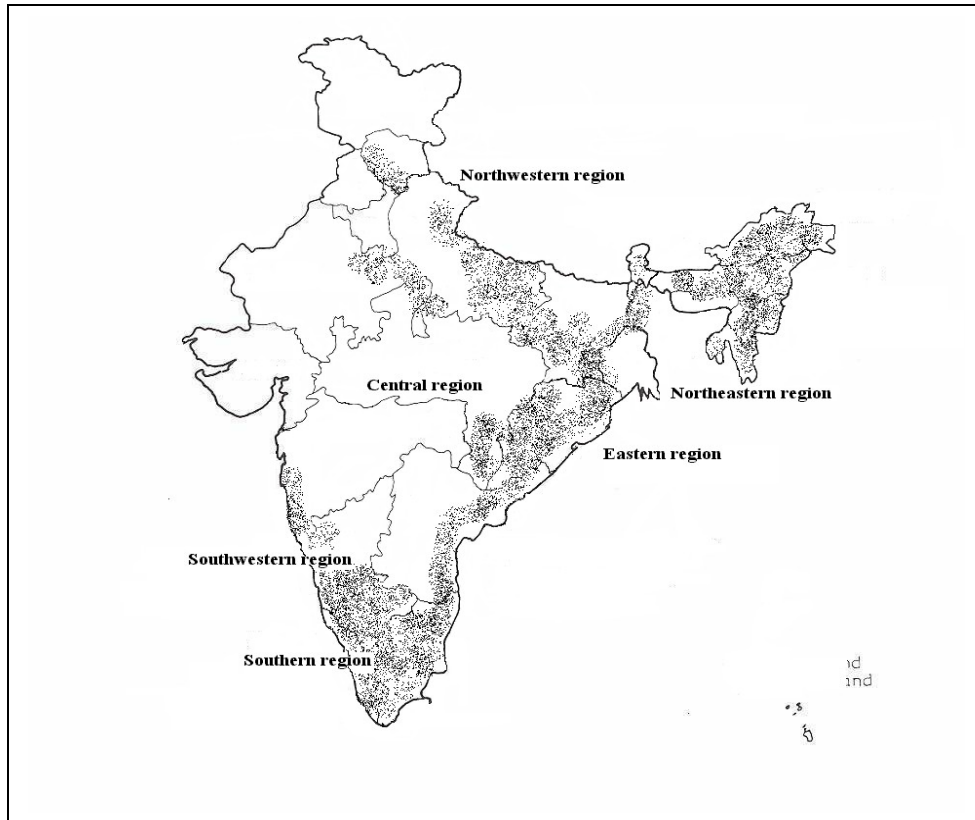 Northwestern region
Central region
Northeastern region
Eastern region
Southwestern region
Southern region